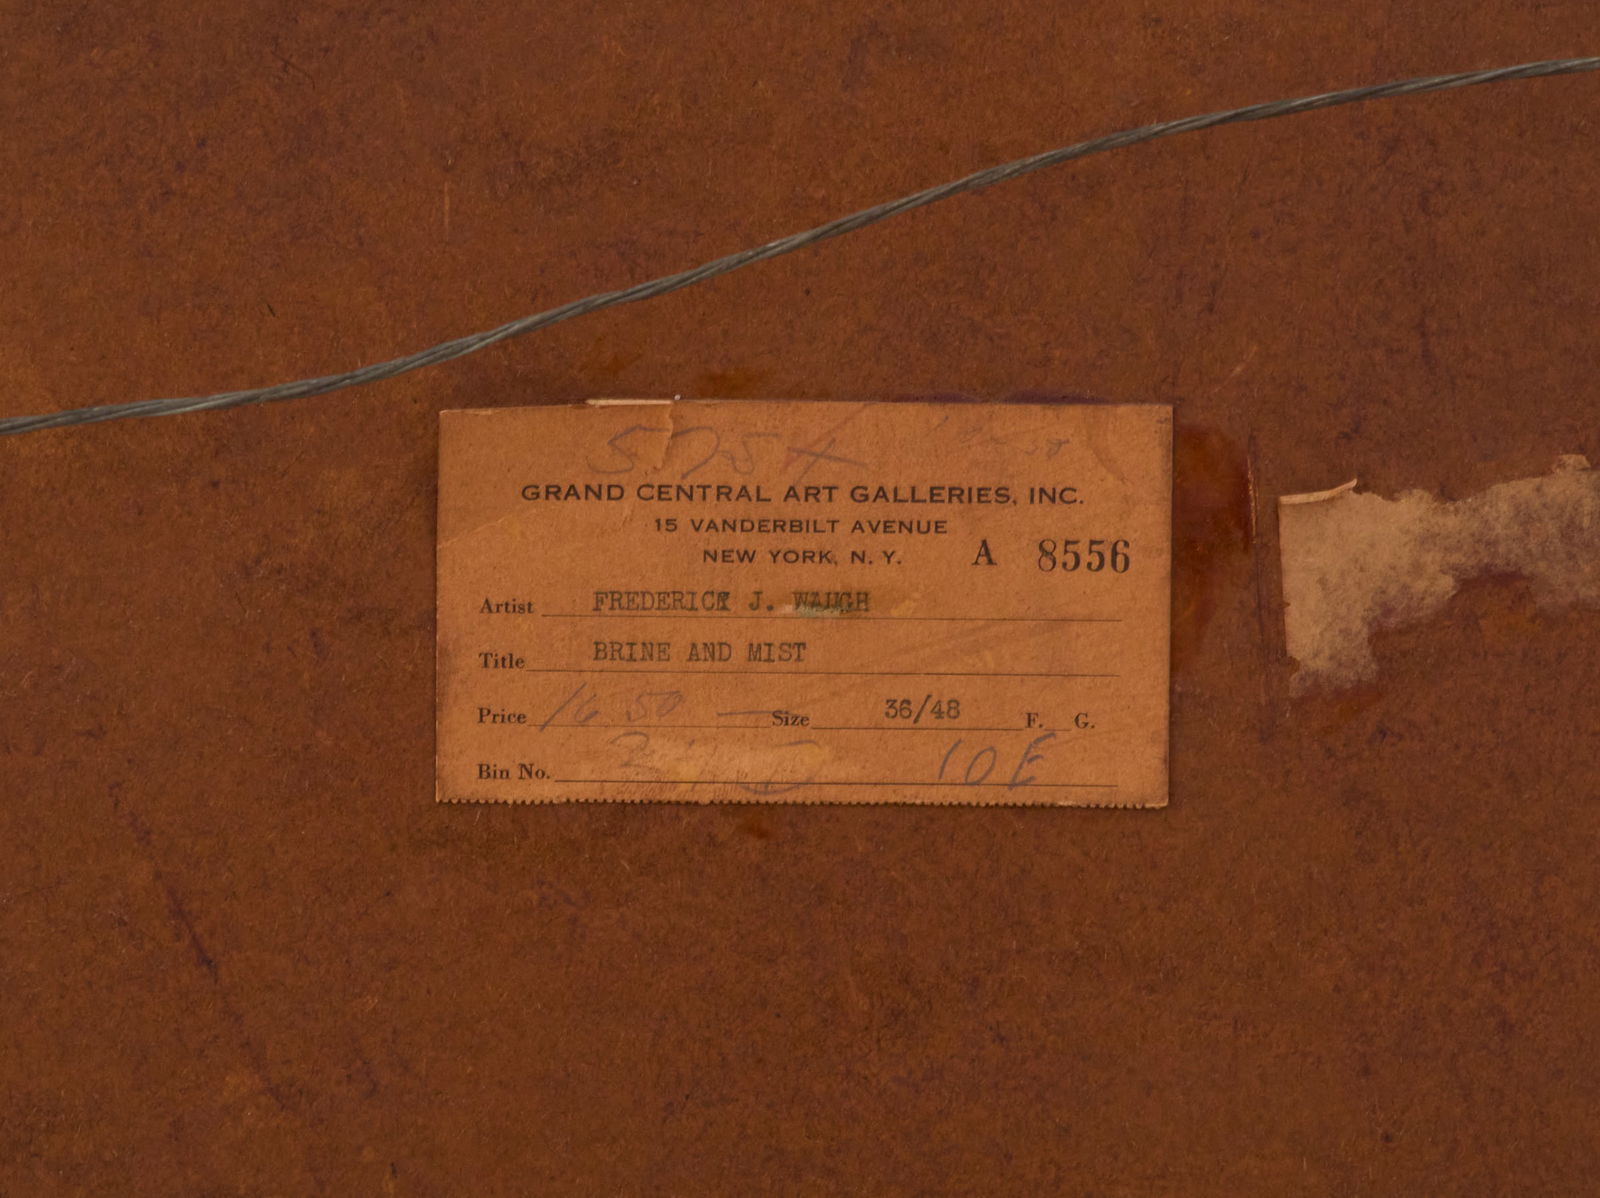 575X
GRAND CENTRAL ART GALLERIES, INC.
15 VANDERBILT AVENUE
NEW YORK, N. Y. A 8556
Artist FREDERICK J. WAUGH
Title BRINE AND MIST
Price 1650 — Size 36/48 F. G.
Bin No. 10E